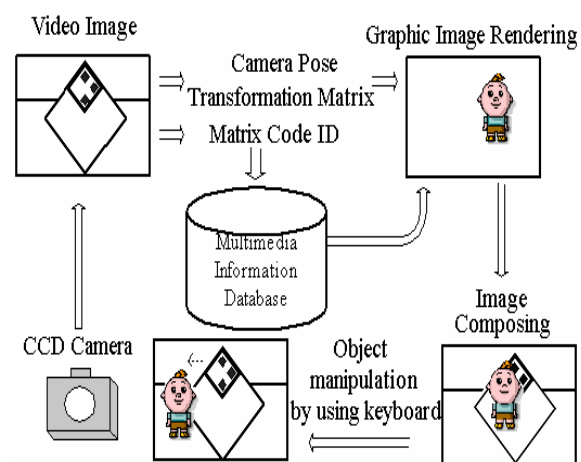 Video Image
Graphic Image Rendering
Camera Pose
Transformation Matrix
Matrix Code ID
Multimedia
Information
Database
Image
Composing
CCD Camera
Object
manipulation
by using keyboard